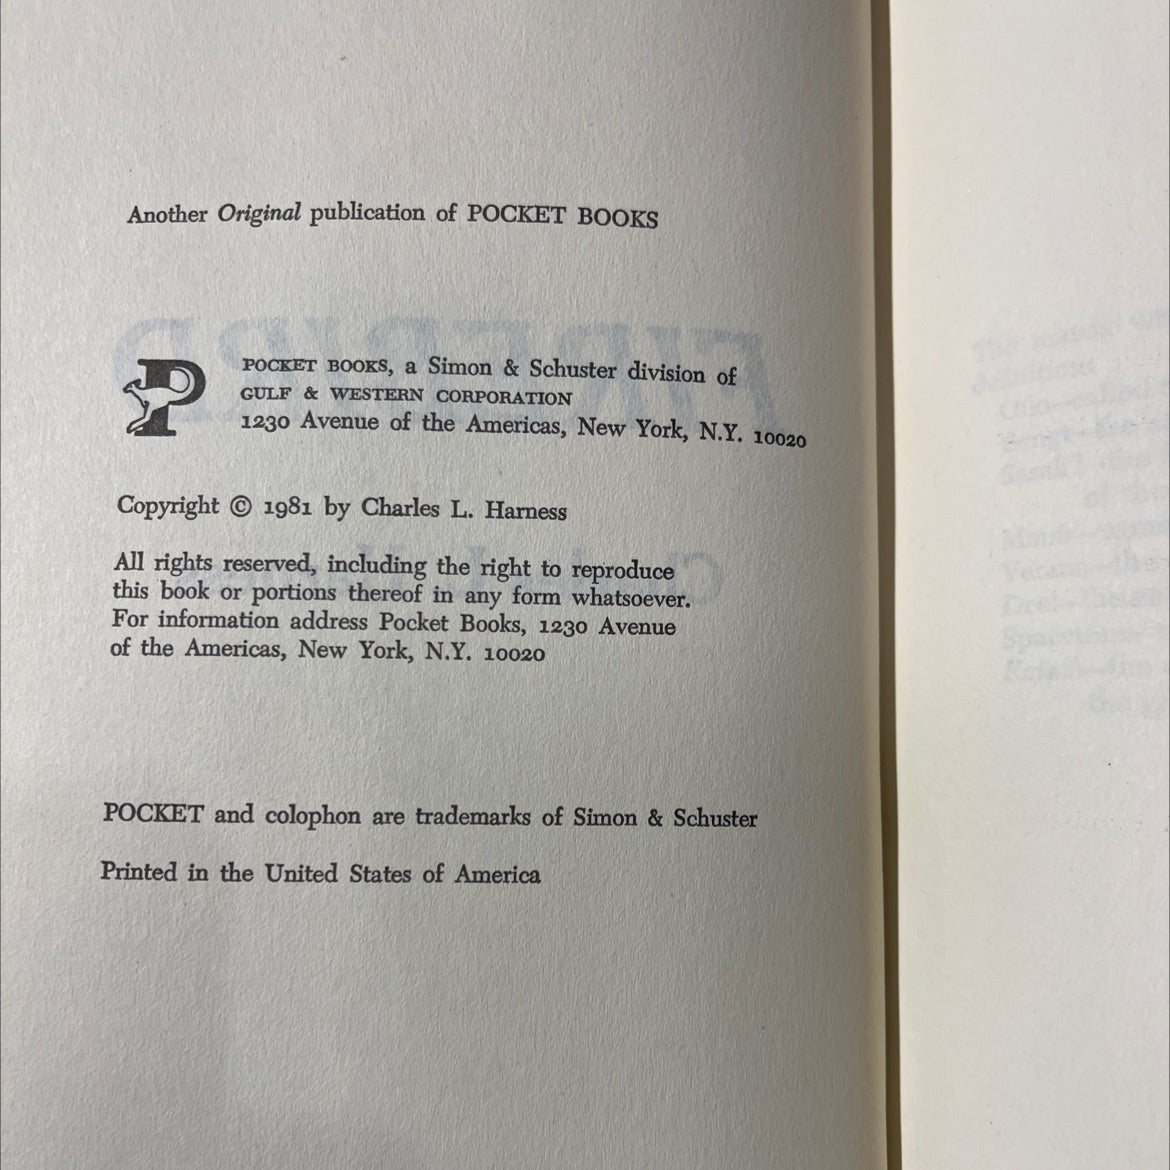 Another Original publication of POCKET BOOKS
POCKET BOOKS, a Simon & Schuster division of
GULF & WESTERN CORPORATION
1230 Avenue of the Americas, New York, N.Y. 10020
Copyright © 1981 by Charles L. Harness
All rights reserved, including the right to reproduce
this book or portions thereof in any form whatsoever.
For information address Pocket Books, 1230 Avenue
of the Americas, New York, N.Y. 10020
POCKET and colophon are trademarks of Simon & Schuster
Printed in the United States of America